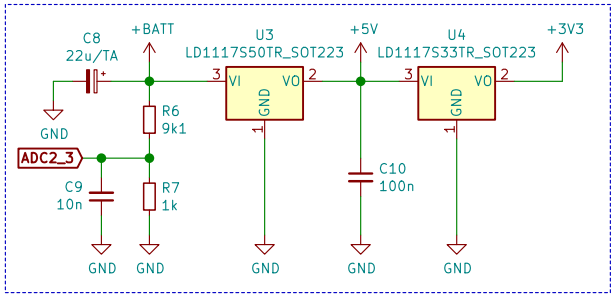 C8
22u/TA
+
+BATT
U3
LD1117S50TR_SOT223
+5V
U4
LD1117S33TR_SOT223
+3V3
3
VI
VO
2
GND
1
3
VI
VO
2
GND
1
GND
R6
9k1
ADC2_3
C9
10n
R7
1k
C10
100n
GND
GND
GND
GND
GND